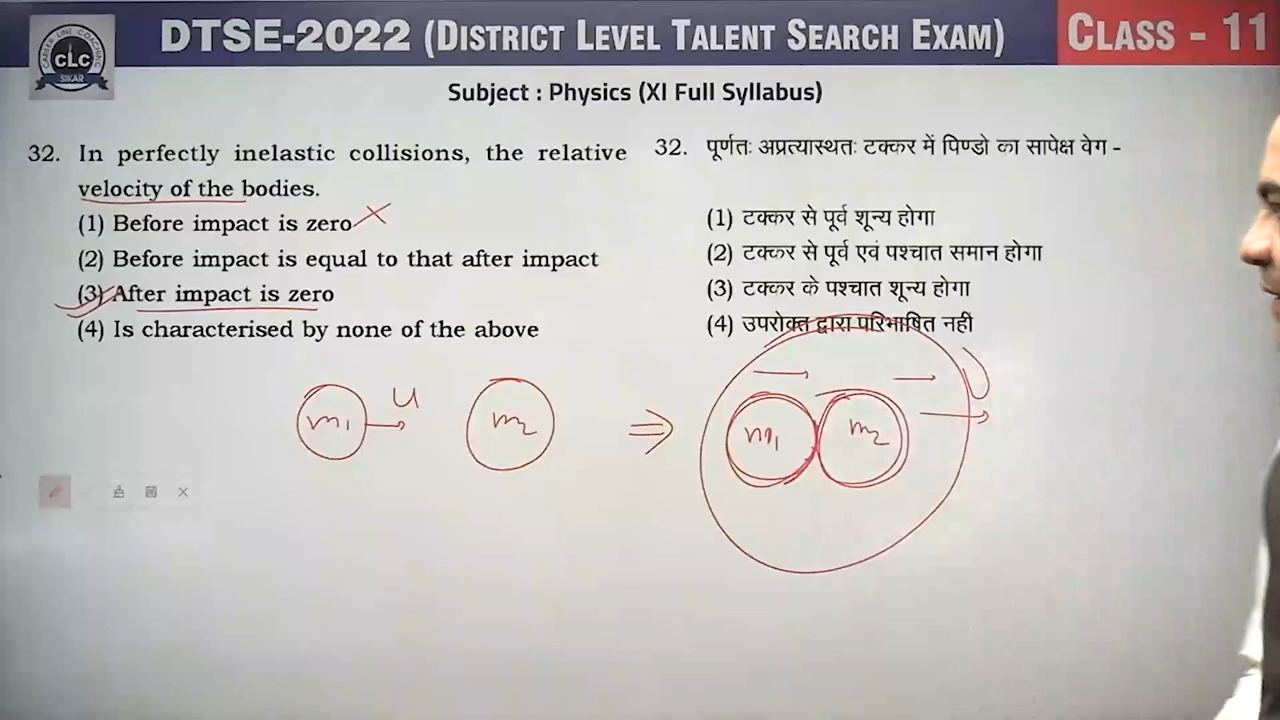 CAREER LINE COACHING
CLC
SIKAR
DTSE-2022 (DISTRICT LEVEL TALENT SEARCH EXAM)
CLASS - 11
Subject : Physics (XI Full Syllabus)
32. In perfectly inelastic collisions, the relative
velocity of the bodies.
(1) Before impact is zero
(2) Before impact is equal to that after impact
(3) After impact is zero
(4) Is characterised by none of the above
32. पूर्णतः अप्रत्यास्थतः टक्कर में पिण्डो का सापेक्ष वेग -
(1) टक्कर से पूर्व शून्य होगा
(2) टक्कर से पूर्व एवं पश्चात समान होगा
(3) टक्कर के पश्चात शून्य होगा
(4) उपरोक्त द्वारा परिभाषित नही
m₁ u m₂ ⇒ m₁ m₂ U